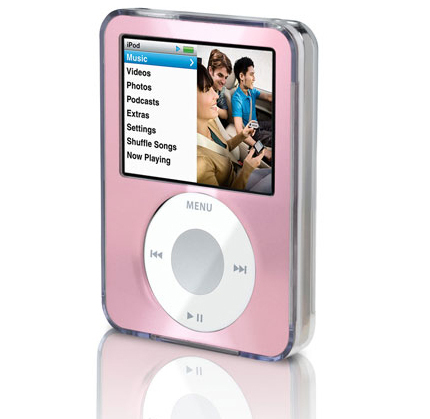 iPod
Music
Videos
Photos
Podcasts
Extras
Settings
Shuffle Songs
Now Playing
MENU